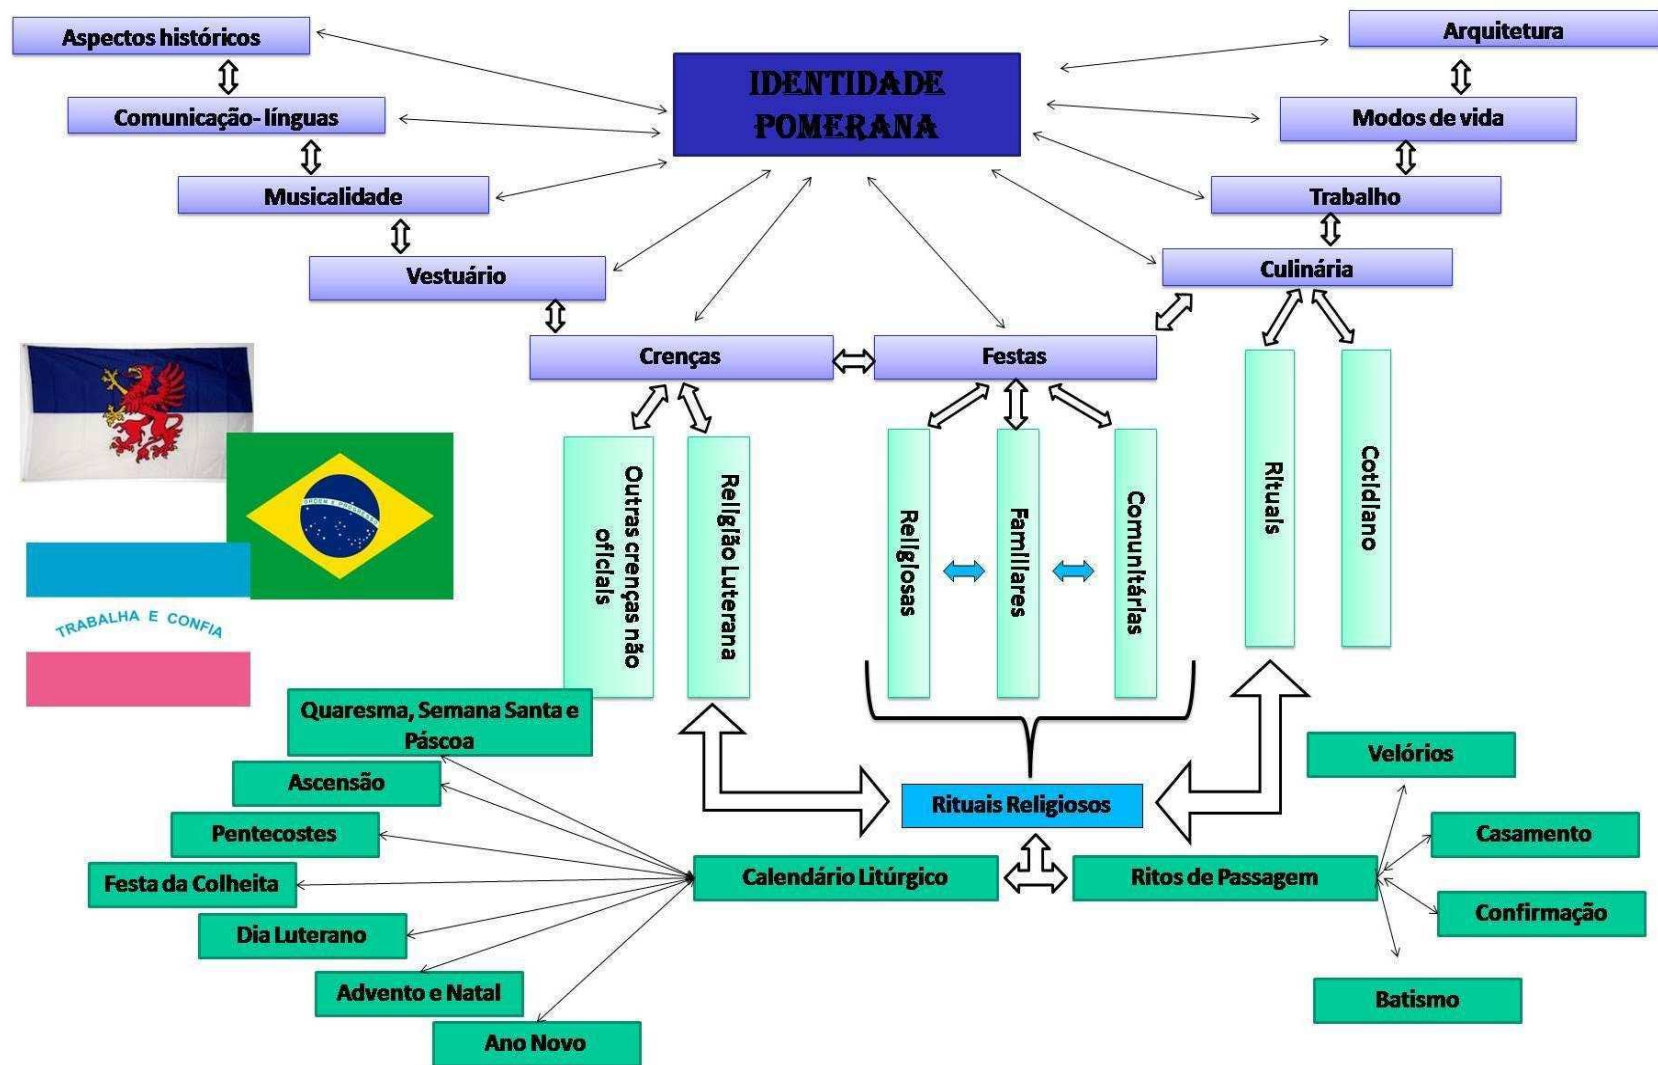 Aspectos históricos
IDENTIDADE
POMERANA
Arquitetura
Comunicação- línguas
Modos de vida
Musicalidade
Trabalho
Vestuário
Culinária
Crenças
Festas
Outras crenças não
oficiais
Religião Luterana
Religiosas
Familiares
Comunitárias
Rituais
Cotidiano
ORDEM E PROGRESSO
TRABALHA E CONFIA
Quaresma, Semana Santa e
Páscoa
Ascensão
Pentecostes
Festa da Colheita
Dia Luterano
Advento e Natal
Ano Novo
Rituais Religiosos
Calendário Litúrgico
Ritos de Passagem
Velórios
Casamento
Confirmação
Batismo